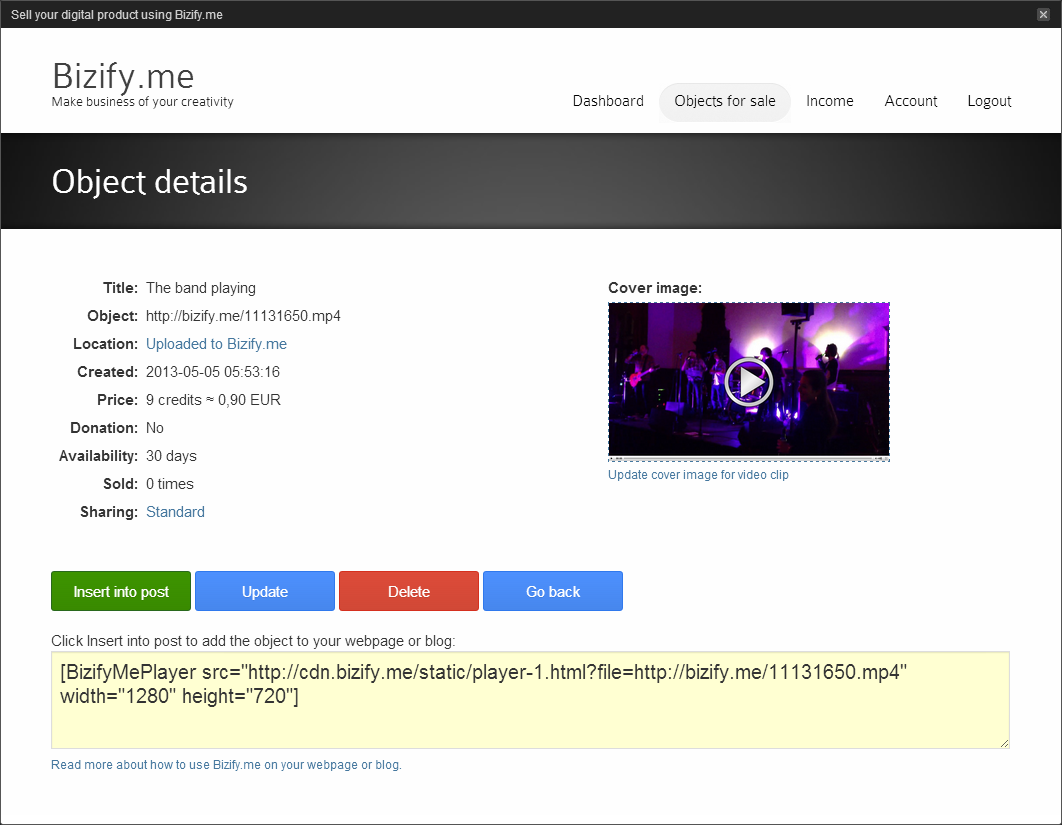 Sell your digital product using Bizify.me
Bizify.me
Make business of your creativity
Dashboard Objects for sale Income Account Logout
Object details
Title: The band playing
Object: http://bizify.me/11131650.mp4
Location: Uploaded to Bizify.me
Created: 2013-05-05 05:53:16
Price: 9 credits ≈ 0,90 EUR
Donation: No
Availability: 30 days
Sold: 0 times
Sharing: Standard
Cover image:
Update cover image for video clip
Insert into post Update Delete Go back
Click Insert into post to add the object to your webpage or blog:
[BizifyMePlayer src="http://cdn.bizify.me/static/player-1.html?file=http://bizify.me/11131650.mp4"
width="1280" height="720"]
Read more about how to use Bizify.me on your webpage or blog.